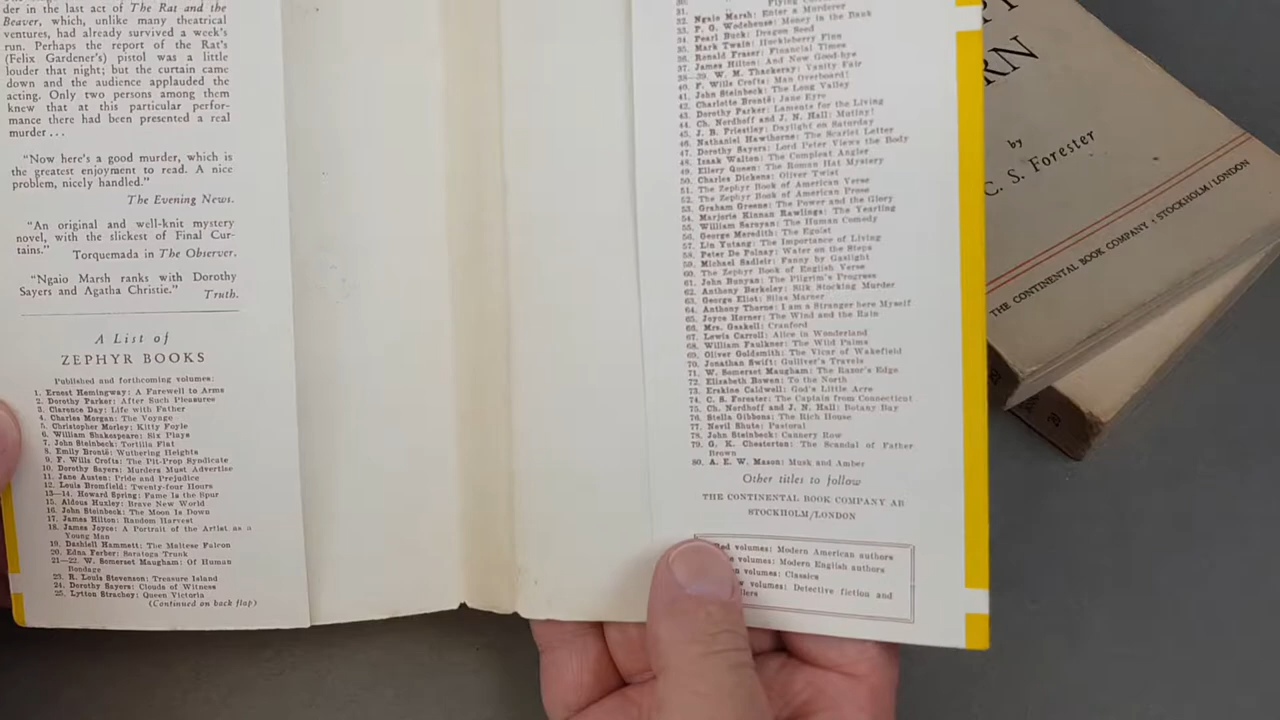 der in the last act of The Rat and the
Beaver, which, unlike many theatrical
ventures, had already survived a week's
run. Perhaps the report of the Rat's
(Felix Gardener's) pistol was a little
louder that night; but the curtain came
down and the audience applauded the
acting. Only two persons among them
knew that at this particular perfor-
mance there had been presented a real
murder ...
"Now here's a good murder, which is
the greatest enjoyment to read. A nice
problem, nicely handled."
The Evening News.
"An original and well-knit mystery
novel, with the slickest of Final Cur-
tains."
Torquemada in The Observer.
"Ngaio Marsh ranks with Dorothy
Sayers and Agatha Christie."
Truth.
A List of
ZEPHYR BOOKS
Published and forthcoming volumes:
1. Ernest Hemingway: A Farewell to Arms
2. Dorothy Parker: After Such Pleasures
3. Clarence Day: Life with Father
4. Charles Morgan: The Voyage
5. Christopher Morley: Kitty Foyle
6. William Shakespeare: Six Plays
7. John Steinbeck: Tortilla Flat
8. Emily Brontë: Wuthering Heights
9. F. Wills Crofts: The Pit-Prop Syndicate
10. Dorothy Sayers: Murders Must Advertise
11. Jane Austen: Pride and Prejudice
12. Louis Bromfield: Twenty-four Hours
13—14. Howard Spring: Fame is the Spur
15. Aldous Huxley: Brave New World
16. John Steinbeck: The Moon Is Down
17. James Hilton: Random Harvest
18. James Joyce: A Portrait of the Artist as a
Young Man
19. Dashiell Hammett: The Maltese Falcon
20. Edna Ferber: Saratoga Trunk
21—22. W. Somerset Maugham: Of Human
Bondage
23. R. Louis Stevenson: Treasure Island
24. Dorothy Sayers: Clouds of Witness
25. Lytton Strachey: Queen Victoria
(Continued on back flap)
31.
32. Ngaio Marsh: Enter a Murderer
33. P. G. Wodehouse: Money in the Bank
34. Pearl Buck: Dragon Seed
35. Mark Twain: Huckleberry Finn
36. Ronald Fraser: Financial Times
37. James Hilton: And Now Good-bye
38—39. W. M. Thackeray: Vanity Fair
40. F. Wills Crofts: Man Overboard!
41. John Steinbeck: The Long Valley
42. Charlotte Brontë: Jane Eyre
43. Dorothy Parker: Laments for the Living
44. Ch. Nordhoff and J. N. Hall: Mutiny!
45. J. B. Priestley: Daylight on Saturday
46. Nathaniel Hawthorne: The Scarlet Letter
47. Dorothy Sayers: Lord Peter Views the Body
48. Izaak Walton: The Compleat Angler
49. Ellery Queen: The Roman Hat Mystery
50. Charles Dickens: Oliver Twist
51. The Zephyr Book of American Verse
52. The Zephyr Book of American Prose
53. Graham Greene: The Power and the Glory
54. Marjorie Kinnan Rawlings: The Yearling
55. William Saroyan: The Human Comedy
56. George Meredith: The Egoist
57. Lin Yutang: The Importance of Living
58. Peter De Polnay: Water on the Steps
59. Michael Sadleir: Fanny by Gaslight
60. The Zephyr Book of English Verse
61. John Bunyan: The Pilgrim's Progress
62. Anthony Berkeley: Silk Stocking Murder
63. George Eliot: Silas Marner
64. Anthony Thorne: I am a Stranger here Myself
65. Joyce Horner: The Wind and the Rain
66. Mrs. Gaskell: Cranford
67. Lewis Carroll: Alice in Wonderland
68. William Faulkner: The Wild Palms
69. Oliver Goldsmith: The Vicar of Wakefield
70. Jonathan Swift: Gulliver's Travels
71. W. Somerset Maugham: The Razor's Edge
72. Elizabeth Bowen: To the North
73. Erskine Caldwell: God's Little Acre
74. C. S. Forester: The Captain from Connecticut
75. Ch. Nordhoff and J. N. Hall: Botany Bay
76. Stella Gibbons: The Rich House
77. Nevil Shute: Pastoral
78. John Steinbeck: Cannery Row
79. G. K. Chesterton: The Scandal of Father
Brown
80. A. E. W. Mason: Musk and Amber
Other titles to follow
THE CONTINENTAL BOOK COMPANY AB
STOCKHOLM/LONDON
Red volumes: Modern American authors
volumes: Modern English authors
volumes: Classics
volumes: Detective fiction and
RN
by
C. S. Forester
THE CONTINENTAL BOOK COMPANY · STOCKHOLM/LONDON
20